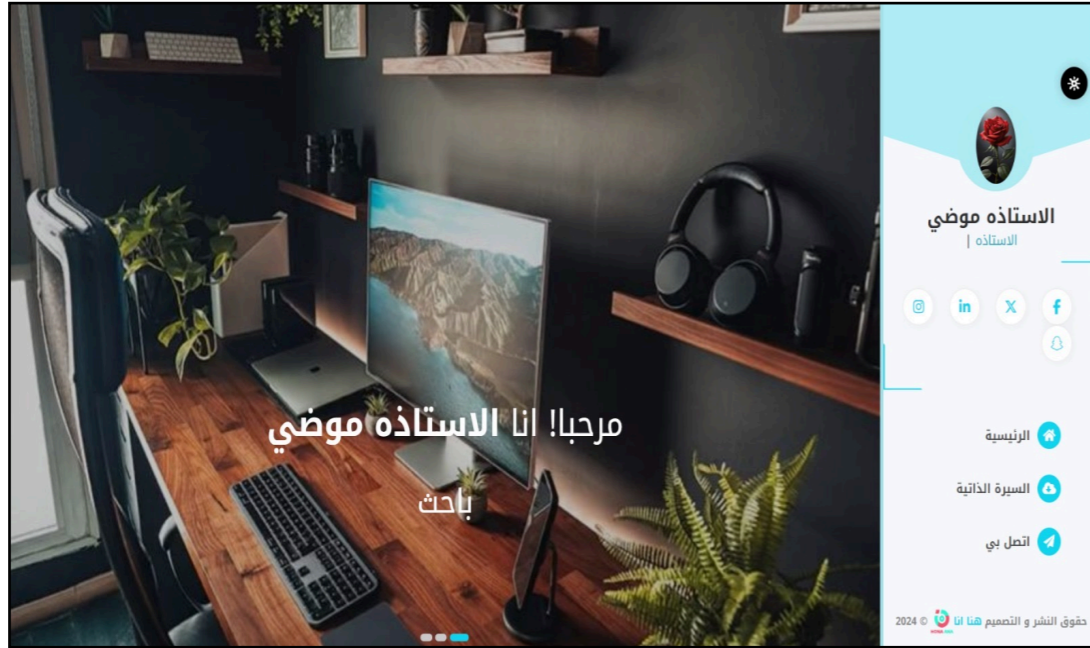 الاستاذه موضي
الاستاذه |
الرئيسية
السيرة الذاتية
اتصل بي
حقوق النشر و التصميم هنا انا © 2024
مرحبا! انا الاستاذه موضي
باحث